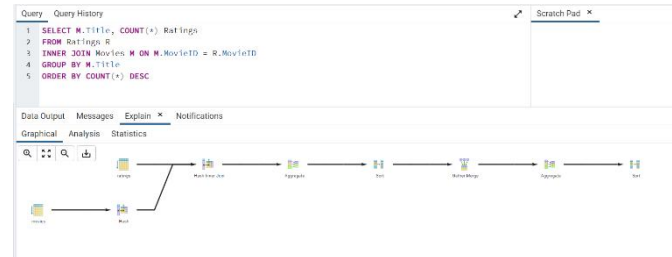 Query Query History
Scratch Pad ×
1 SELECT M.Title, COUNT(*) Ratings
2 FROM Ratings R
3 INNER JOIN Movies M ON M.MovieID = R.MovieID
4 GROUP BY M.Title
5 ORDER BY COUNT(*) DESC
Data Output Messages Explain × Notifications
Graphical Analysis Statistics
ratings
Hash Inner Join
Aggregate
Sort
Gather Merge
Aggregate
Sort
movies
Hash